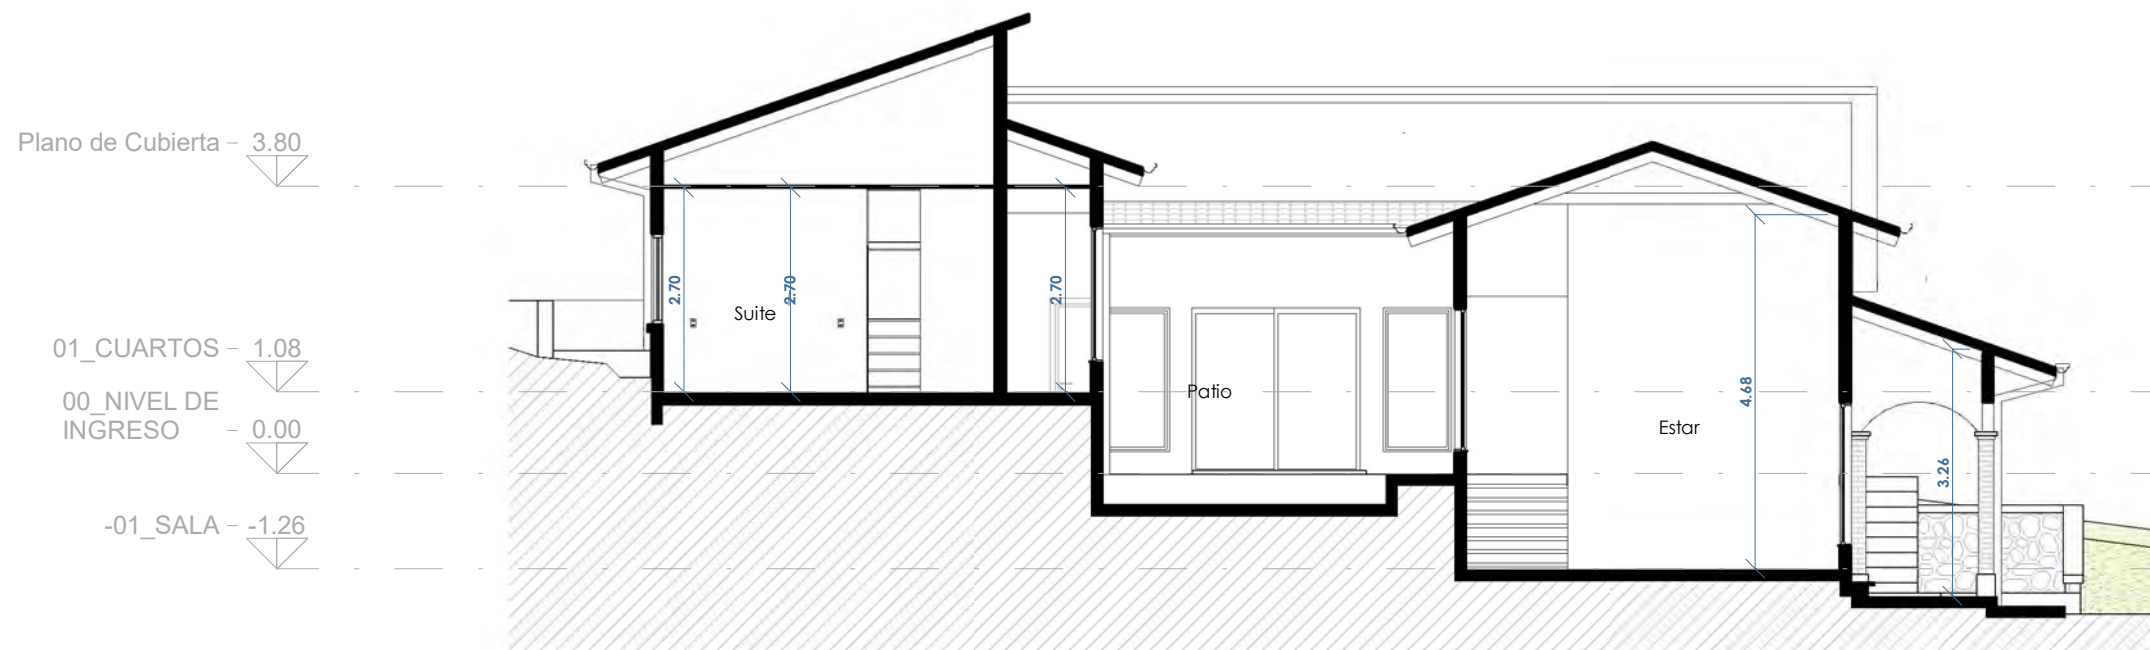 Plano de Cubierta 3.80
2.70
2.70
2.70
Suite
01_CUARTOS 1.08
00_NIVEL DE
INGRESO 0.00
Patio
4.68
Estar
3.26
-01_SALA -1.26